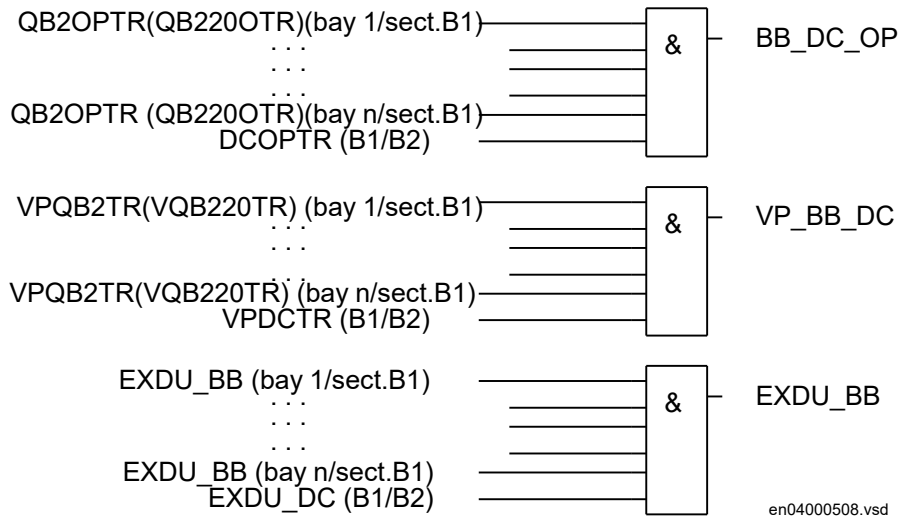 QB2OPTR(QB220OTR)(bay 1/sect.B1)
. . .
. . .
. . .
QB2OPTR (QB220OTR)(bay n/sect.B1)
DCOPTR (B1/B2)
&
BB_DC_OP
VPQB2TR(VQB220TR) (bay 1/sect.B1)
. . .
. . .
. . .
VPQB2TR(VQB220TR) (bay n/sect.B1)
VPDCTR (B1/B2)
&
VP_BB_DC
EXDU_BB (bay 1/sect.B1)
. . .
. . .
. . .
EXDU_BB (bay n/sect.B1)
EXDU_DC (B1/B2)
&
EXDU_BB
en04000508.vsd